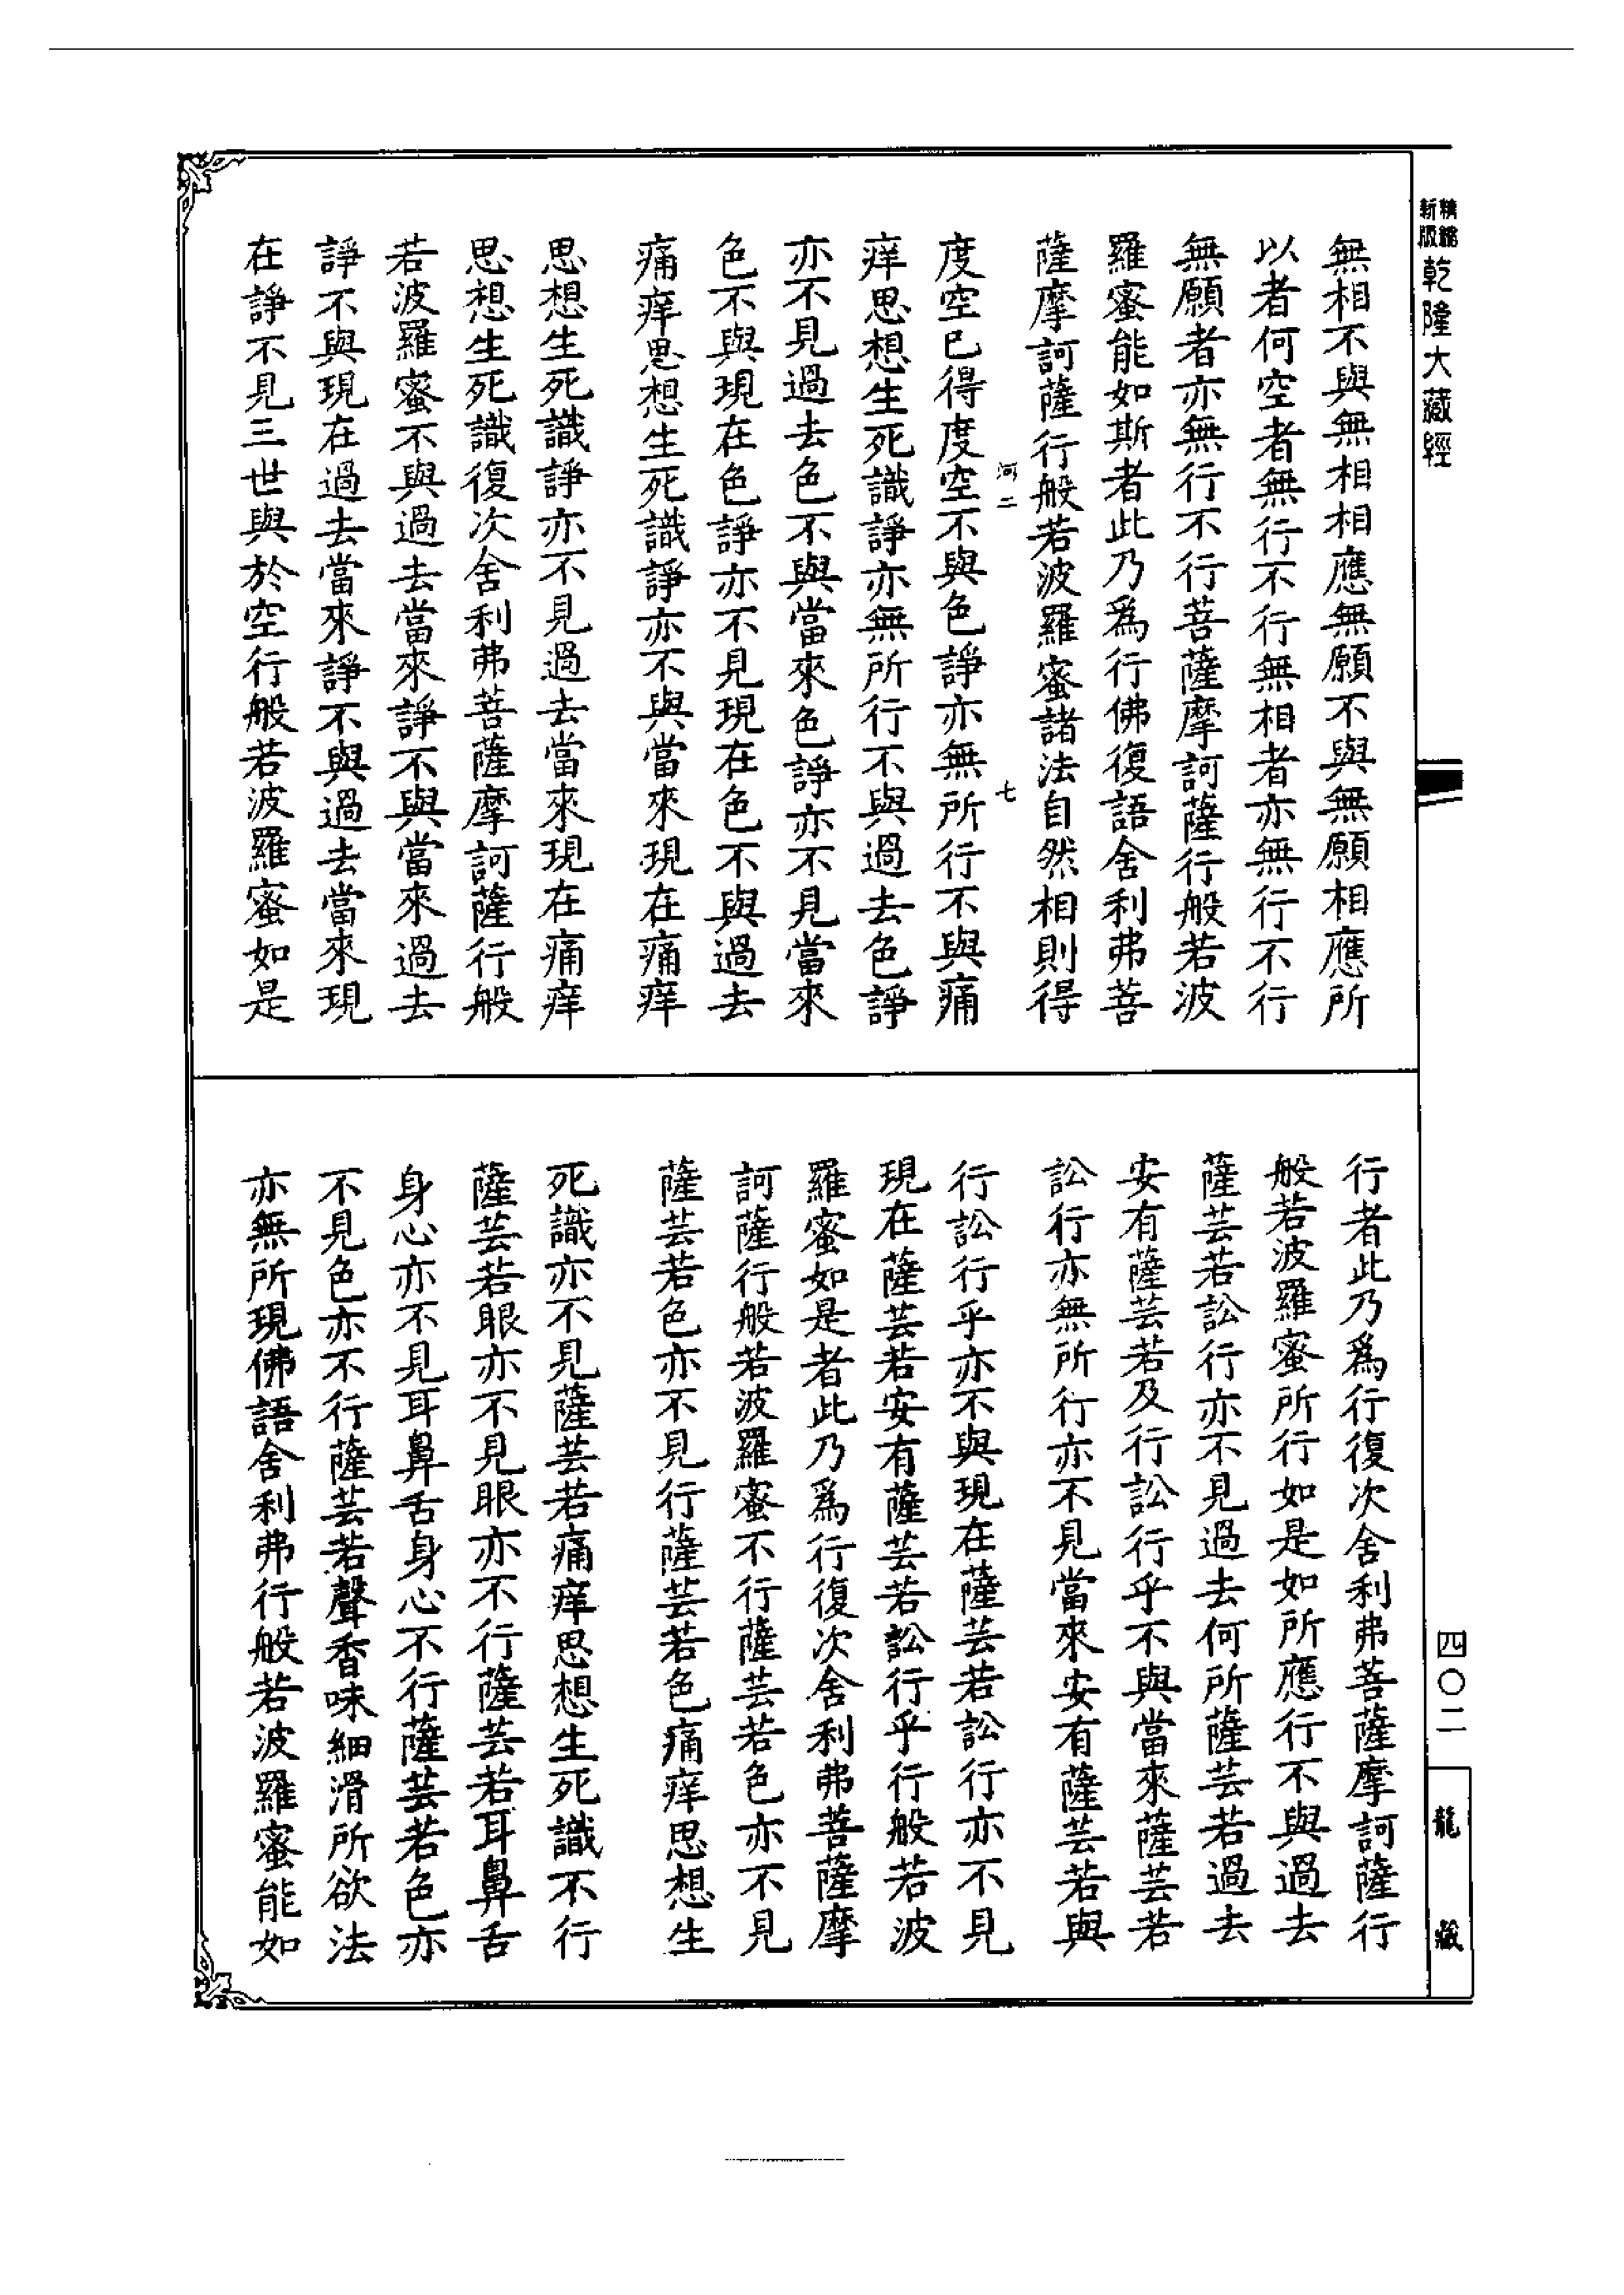 精縮新版乾隆大藏經
無相不與無相相應無願不與無願相應所
以者何空者無行不行無相者亦無行不行
無願者亦無行不行菩薩摩訶薩行般若波
羅蜜能如斯者此乃爲行佛復語舍利弗菩
薩摩訶薩行般若波羅蜜諸法自然相則得
河二 七
度空已得度空不與色諍亦無所行不與痛
痒思想生死識諍亦無所行不與過去色諍
亦不見過去色不與當來色諍亦不見當來
色不與現在色諍亦不見現在色不與過去
痛痒思想生死識諍亦不與當來現在痛痒
思想生死識諍亦不見過去當來現在痛痒
思想生死識復次舍利弗菩薩摩訶薩行般
若波羅蜜不與過去當來諍不與當來過去
諍不與現在過去當來諍不與過去當來現
在諍不見三世與於空行般若波羅蜜如是
行者此乃爲行復次舍利弗菩薩摩訶薩行
般若波羅蜜所行如是如所應行不與過去
薩芸若訟行亦不見過去何所薩芸若過去
安有薩芸若及行訟行乎不與當來薩芸若
訟行亦無所行亦不見當來安有薩芸若與
行訟行乎亦不與現在薩芸若訟行亦不見
現在薩芸若安有薩芸若訟行乎行般若波
羅蜜如是者此乃爲行復次舍利弗菩薩摩
訶薩行般若波羅蜜不行薩芸若色亦不見
薩芸若色亦不見行薩芸若色痛痒思想生
死識亦不見薩芸若痛痒思想生死識不行
薩芸若眼亦不見眼亦不行薩芸若耳鼻舌
身心亦不見耳鼻舌身心不行薩芸若色亦
不見色亦不行薩芸若聲香味細滑所欲法
亦無所現佛語舍利弗行般若波羅蜜能如
四〇二
龍藏